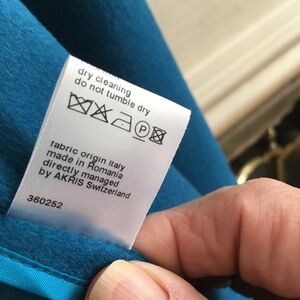 dry cleaning
do not tumble dry
P
fabric origin Italy
made in Romania
directly managed
by AKRIS Switzerland
360252